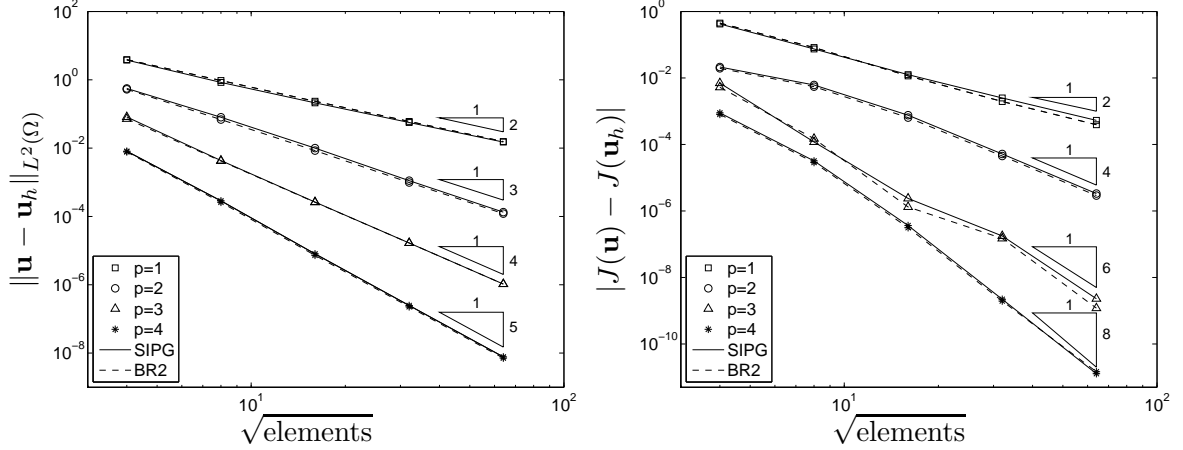 10^2
10^0
10^{-2}
10^{-4}
10^{-6}
10^{-8}
‖u − u_h‖_{L^2(Ω)}
1
2
1
3
1
4
1
5
p=1
p=2
p=3
p=4
SIPG
BR2
10^1
10^2
√elements
10^0
10^{-2}
10^{-4}
10^{-6}
10^{-8}
10^{-10}
|J(u) − J(u_h)|
1
2
1
4
1
6
1
8
p=1
p=2
p=3
p=4
SIPG
BR2
10^1
10^2
√elements